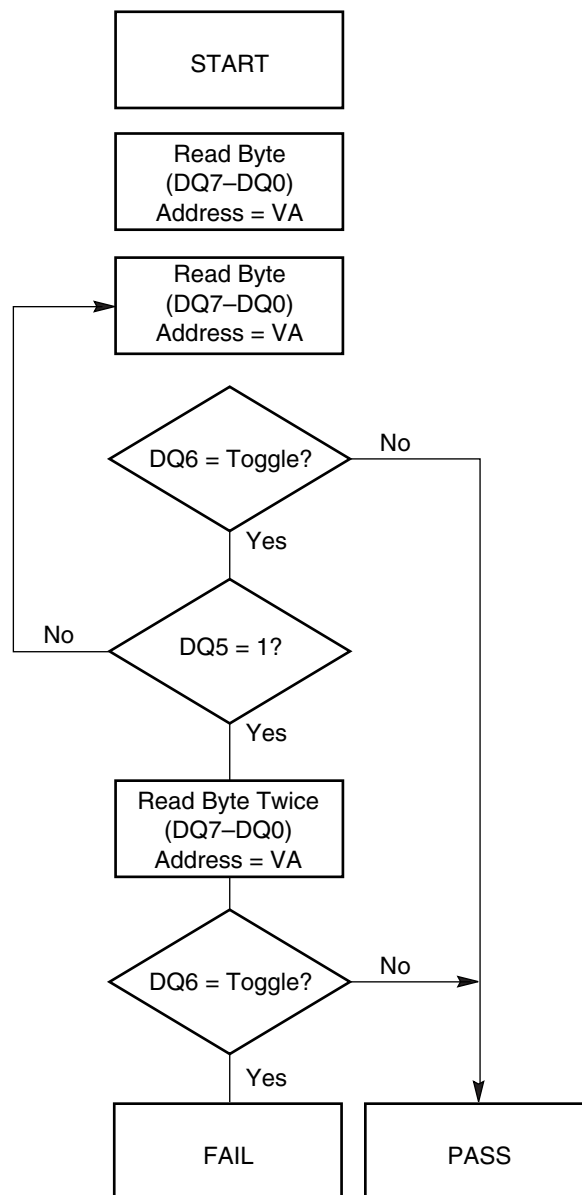 START
Read Byte
(DQ7–DQ0)
Address = VA
Read Byte
(DQ7–DQ0)
Address = VA
DQ6 = Toggle?
No
Yes
No
DQ5 = 1?
Yes
Read Byte Twice
(DQ7–DQ0)
Address = VA
DQ6 = Toggle?
No
Yes
FAIL
PASS